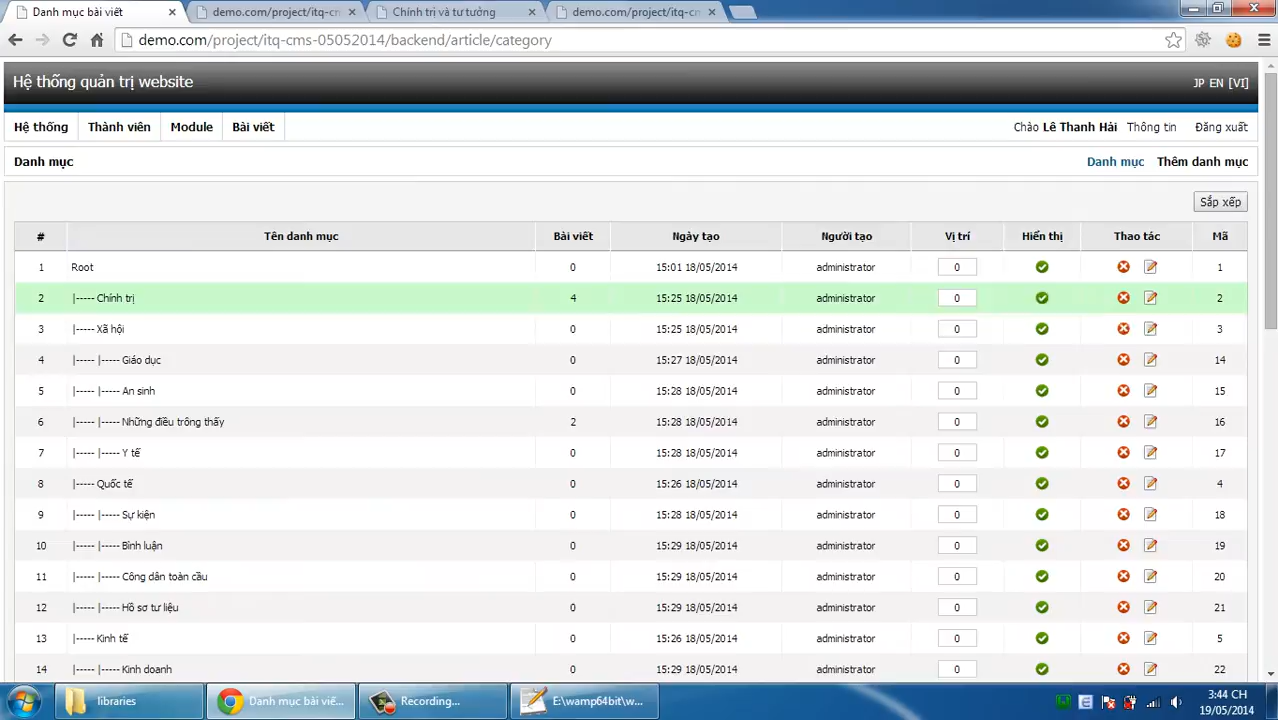 Danh mục bài viết
demo.com/project/itq-cm
Chính trị và tư tưởng
demo.com/project/itq-cm
demo.com/project/itq-cms-05052014/backend/article/category
Hệ thống quản trị website
JP EN [VI]
Hệ thống Thành viên Module Bài viết
Chào Lê Thanh Hải Thông tin Đăng xuất
Danh mục
Danh mục Thêm danh mục
Sắp xếp
# Tên danh mục Bài viết Ngày tạo Người tạo Vị trí Hiển thị Thao tác Mã
1 Root 0 15:01 18/05/2014 administrator 0 1
2 |----- Chính trị 4 15:25 18/05/2014 administrator 0 2
3 |----- Xã hội 0 15:25 18/05/2014 administrator 0 3
4 |----- |----- Giáo dục 0 15:27 18/05/2014 administrator 0 14
5 |----- |----- An sinh 0 15:28 18/05/2014 administrator 0 15
6 |----- |----- Những điều trông thấy 2 15:28 18/05/2014 administrator 0 16
7 |----- |----- Y tế 0 15:28 18/05/2014 administrator 0 17
8 |----- Quốc tế 0 15:26 18/05/2014 administrator 0 4
9 |----- |----- Sự kiện 0 15:28 18/05/2014 administrator 0 18
10 |----- |----- Bình luận 0 15:29 18/05/2014 administrator 0 19
11 |----- |----- Công dân toàn cầu 0 15:29 18/05/2014 administrator 0 20
12 |----- |----- Hồ sơ tư liệu 0 15:29 18/05/2014 administrator 0 21
13 |----- Kinh tế 0 15:26 18/05/2014 administrator 0 5
14 |----- |----- Kinh doanh 0 15:29 18/05/2014 administrator 0 22
libraries
Danh mục bài viế...
Recording...
E:\wamp64bit\w...
3:44 CH
19/05/2014